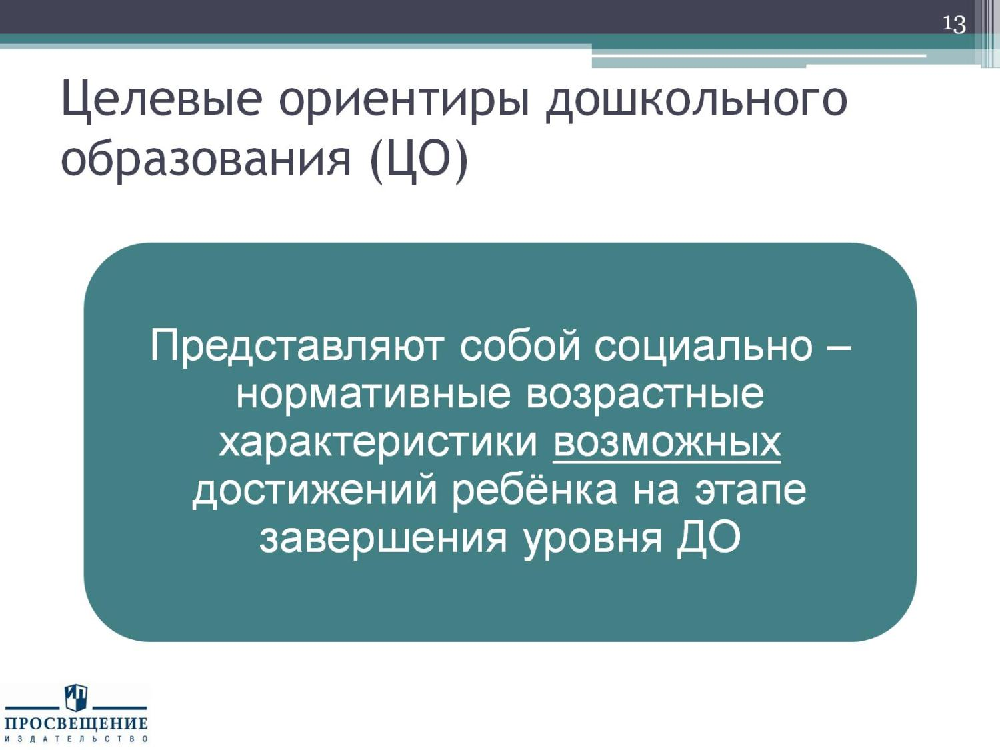 13
Целевые ориентиры дошкольного
образования (ЦО)
Представляют собой социально –
нормативные возрастные
характеристики возможных
достижений ребёнка на этапе
завершения уровня ДО
ИП
ПРОСВЕЩЕНИЕ
ИЗДАТЕЛЬСТВО